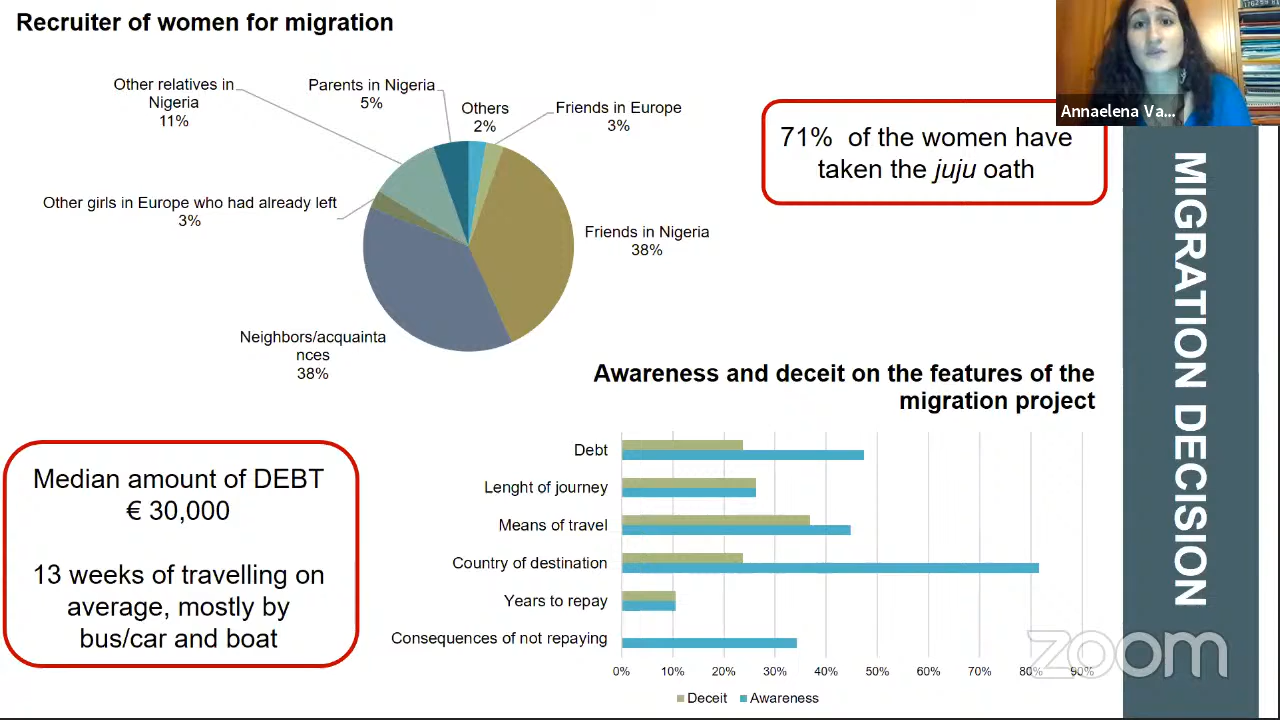 Recruiter of women for migration
Other relatives in
Nigeria
11%
Parents in Nigeria
5%
Others
2%
Friends in Europe
3%
Other girls in Europe who had already left
3%
Friends in Nigeria
38%
Neighbors/acquainta
nces
38%
71% of the women have
taken the juju oath
Annaelena Va...
MIGRATION DECISION
Median amount of DEBT
€ 30,000
13 weeks of travelling on
average, mostly by
bus/car and boat
Awareness and deceit on the features of the
migration project
Debt
Lenght of journey
Means of travel
Country of destination
Years to repay
Consequences of not repaying
0% 10% 20% 30% 40% 50% 60% 70% 80% 90%
Deceit Awareness
zoom